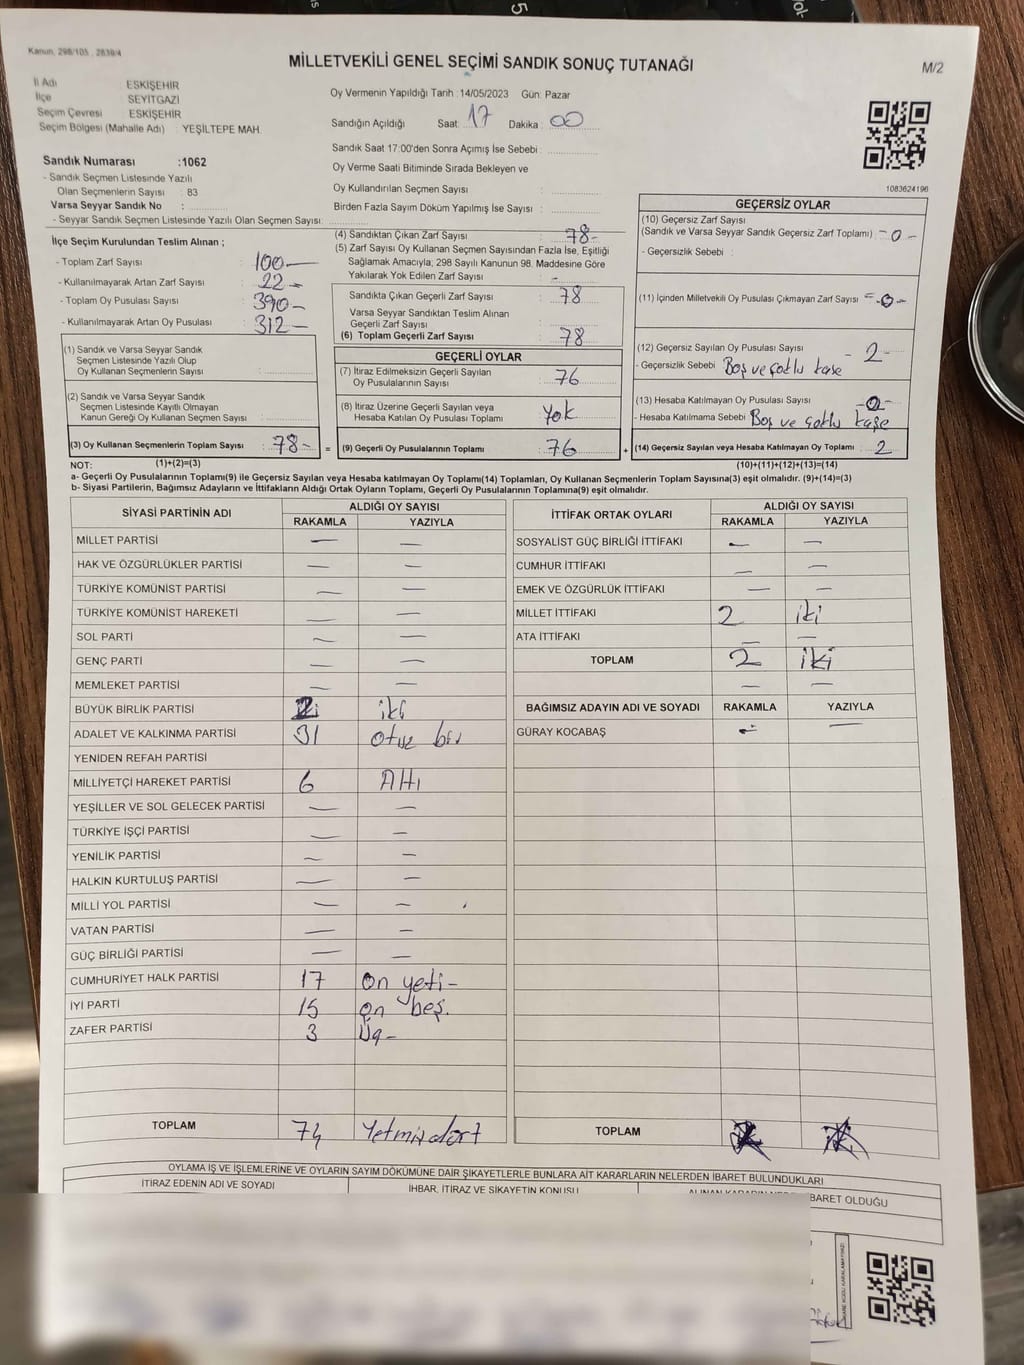 Kanun, 298/105 , 2839/4
MİLLETVEKİLİ GENEL SEÇİMİ SANDIK SONUÇ TUTANAĞI
M/2
İl Adı ESKİŞEHİR
İlçe SEYİTGAZİ
Seçim Çevresi ESKİŞEHİR
Seçim Bölgesi (Mahalle Adı) : YEŞİLTEPE MAH.
Oy Vermenin Yapıldığı Tarih : 14/05/2023 Gün: Pazar
Sandığın Açıldığı Saat: 17 Dakika : 00
Sandık Saat 17:00'den Sonra Açımış İse Sebebi :
Oy Verme Saati Bitiminde Sırada Bekleyen ve
Oy Kullandırılan Seçmen Sayısı :
Birden Fazla Sayım Döküm Yapılmış İse Sayısı :
1083624196
Sandık Numarası :1062
- Sandık Seçmen Listesinde Yazılı
Olan Seçmenlerin Sayısı : 83
Varsa Seyyar Sandık No :
- Seyyar Sandık Seçmen Listesinde Yazılı Olan Seçmen Sayısı:
İlçe Seçim Kurulundan Teslim Alınan ;
- Toplam Zarf Sayısı : 100
- Kullanılmayarak Artan Zarf Sayısı : 22
- Toplam Oy Pusulası Sayısı : 390
- Kullanılmayarak Artan Oy Pusulası : 312
(1) Sandık ve Varsa Seyyar Sandık
Seçmen Listesinde Yazılı Olup
Oy Kullanan Seçmenlerin Sayısı :
(2) Sandık ve Varsa Seyyar Sandık
Seçmen Listesinde Kayıtlı Olmayan
Kanun Gereği Oy Kullanan Seçmen Sayısı :
(3) Oy Kullanan Seçmenlerin Toplam Sayısı : 78 =
(4) Sandıktan Çıkan Zarf Sayısı : 78-
(5) Zarf Sayısı Oy Kullanan Seçmen Sayısından Fazla İse, Eşitliği
Sağlamak Amacıyla; 298 Sayılı Kanunun 98. Maddesine Göre
Yakılarak Yok Edilen Zarf Sayısı : -
Sandıkta Çıkan Geçerli Zarf Sayısı : 78
Varsa Seyyar Sandıktan Teslim Alınan
Geçerli Zarf Sayısı :
(6) Toplam Geçerli Zarf Sayısı : 78
GEÇERLİ OYLAR
(7) İtiraz Edilmeksizin Geçerli Sayılan
Oy Pusulalarının Sayısı : 76
(8) İtiraz Üzerine Geçerli Sayılan veya
Hesaba Katılan Oy Pusulası Toplamı : Yok
(9) Geçerli Oy Pusulalarının Toplamı : 76 +
GEÇERSİZ OYLAR
(10) Geçersiz Zarf Sayısı
(Sandık ve Varsa Seyyar Sandık Geçersiz Zarf Toplamı) : -0-
- Geçersizlik Sebebi :
(11) İçinden Milletvekili Oy Pusulası Çıkmayan Zarf Sayısı : -0-
(12) Geçersiz Sayılan Oy Pusulası Sayısı : - 2 -
- Geçersizlik Sebebi : Boş ve çoklu kaşe
(13) Hesaba Katılmayan Oy Pusulası Sayısı : -0-
- Hesaba Katılmama Sebebi : Boş ve çoklu kaşe
(14) Geçersiz Sayılan veya Hesaba Katılmayan Oy Toplamı : 2
NOT: (1)+(2)=(3)
(10)+(11)+(12)+(13)=(14)
a- Geçerli Oy Pusulalarının Toplamı(9) ile Geçersiz Sayılan veya Hesaba katılmayan Oy Toplamı(14) Toplamları, Oy Kullanan Seçmenlerin Toplam Sayısına(3) eşit olmalıdır. (9)+(14)=(3)
b- Siyasi Partilerin, Bağımsız Adayların ve İttifakların Aldığı Ortak Oyların Toplamı, Geçerli Oy Pusulalarının Toplamına(9) eşit olmalıdır.
SİYASİ PARTİNİN ADI ALDIĞI OY SAYISI
RAKAMLA YAZIYLA
MİLLET PARTİSİ — —
HAK VE ÖZGÜRLÜKLER PARTİSİ — —
TÜRKİYE KOMÜNİST PARTİSİ — —
TÜRKİYE KOMÜNİST HAREKETİ — —
SOL PARTİ — —
GENÇ PARTİ — —
MEMLEKET PARTİSİ — —
BÜYÜK BİRLİK PARTİSİ 2 iki
ADALET VE KALKINMA PARTİSİ 31 otuz bir
YENİDEN REFAH PARTİSİ
MİLLİYETÇİ HAREKET PARTİSİ 6 Altı
YEŞİLLER VE SOL GELECEK PARTİSİ — —
TÜRKİYE İŞÇİ PARTİSİ — —
YENİLİK PARTİSİ — —
HALKIN KURTULUŞ PARTİSİ — —
MİLLİ YOL PARTİSİ — —
VATAN PARTİSİ — —
GÜÇ BİRLİĞİ PARTİSİ — —
CUMHURİYET HALK PARTİSİ 17 on yeti-
İYİ PARTİ 15 on beş.
ZAFER PARTİSİ 3 Üç-
TOPLAM 74 Yetmiş dört
İTTİFAK ORTAK OYLARI ALDIĞI OY SAYISI
RAKAMLA YAZIYLA
SOSYALİST GÜÇ BİRLİĞİ İTTİFAKI — —
CUMHUR İTTİFAKI — —
EMEK VE ÖZGÜRLÜK İTTİFAKI — —
MİLLET İTTİFAKI 2 iki
ATA İTTİFAKI — —
TOPLAM 2 iki
— —
BAĞIMSIZ ADAYIN ADI VE SOYADI RAKAMLA YAZIYLA
GÜRAY KOCABAŞ — —
TOPLAM
OYLAMA İŞ VE İŞLEMLERİNE VE OYLARIN SAYIM DÖKÜMÜNE DAİR ŞİKAYETLERLE BUNLARA AİT KARARLARIN NELERDEN İBARET BULUNDUKLARI
İTİRAZ EDENİN ADI VE SOYADI
İHBAR, İTİRAZ VE ŞİKAYETİN KONUSU
ALINAN KARARIN NEDEN İBARET OLDUĞU